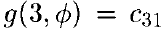 g(3, ϕ) = c₃₁